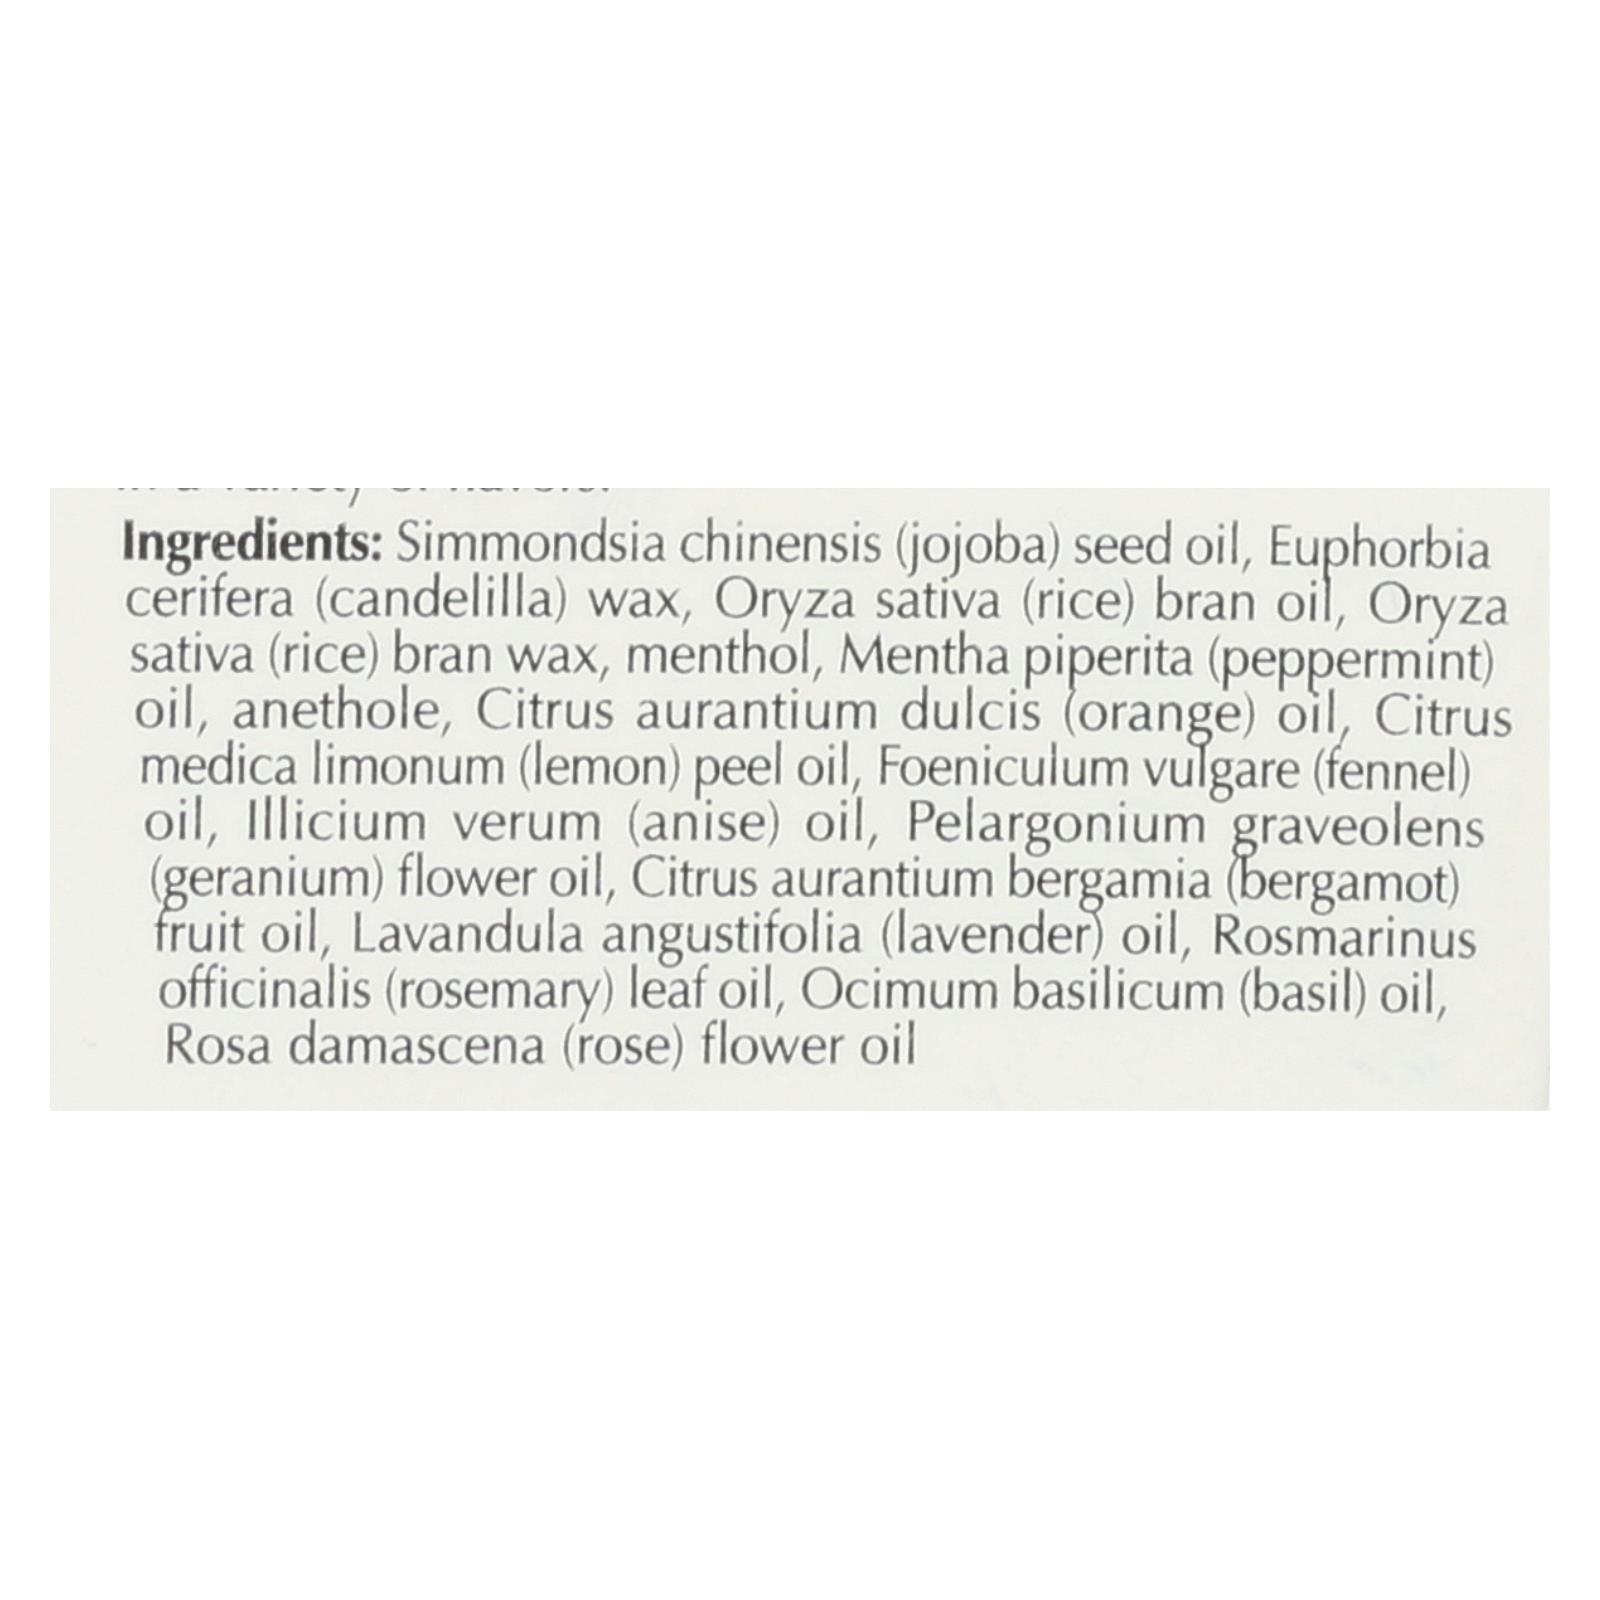 Ingredients: Simmondsia chinensis (jojoba) seed oil, Euphorbia
cerifera (candelilla) wax, Oryza sativa (rice) bran oil, Oryza
sativa (rice) bran wax, menthol, Mentha piperita (peppermint)
oil, anethole, Citrus aurantium dulcis (orange) oil, Citrus
medica limonum (lemon) peel oil, Foeniculum vulgare (fennel)
oil, Illicium verum (anise) oil, Pelargonium graveolens
(geranium) flower oil, Citrus aurantium bergamia (bergamot)
fruit oil, Lavandula angustifolia (lavender) oil, Rosmarinus
officinalis (rosemary) leaf oil, Ocimum basilicum (basil) oil,
Rosa damascena (rose) flower oil